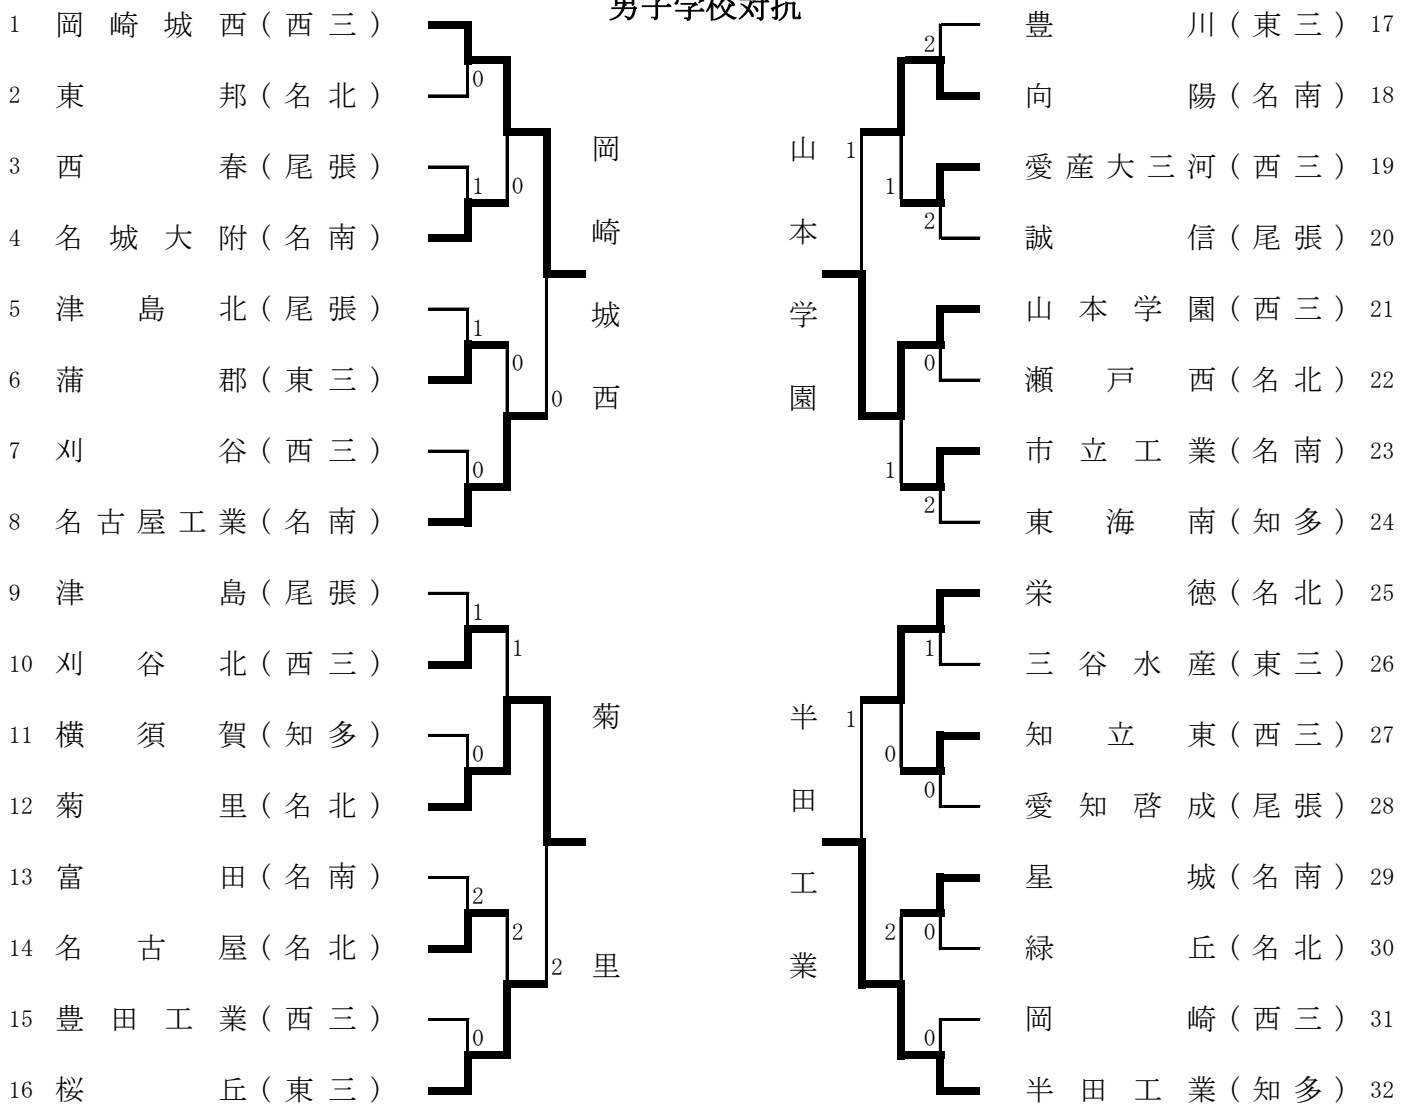 男子学校対抗
1 岡崎城西(西三)
0
2 東邦(名北)
3 西春(尾張)
1 0
4 名城大附(名南)
5 津島北(尾張)
1
0
6 蒲郡(東三)
0
7 刈谷(西三)
0
8 名古屋工業(名南)
岡崎城西
9 津島(尾張)
1
1
10 刈谷北(西三)
11 横須賀(知多)
0
12 菊里(名北)
13 富田(名南)
2
2
14 名古屋(名北)
2
15 豊田工業(西三)
0
16 桜丘(東三)
菊里
豊川(東三) 17
2
向陽(名南) 18
1
愛産大三河(西三) 19
1
2
誠信(尾張) 20
山本学園(西三) 21
0
瀬戸西(名北) 22
市立工業(名南) 23
1
2
東海南(知多) 24
山本学園
栄徳(名北) 25
1
三谷水産(東三) 26
1
知立東(西三) 27
0
0
愛知啓成(尾張) 28
星城(名南) 29
2 0
緑丘(名北) 30
岡崎(西三) 31
0
半田工業(知多) 32
半田工業